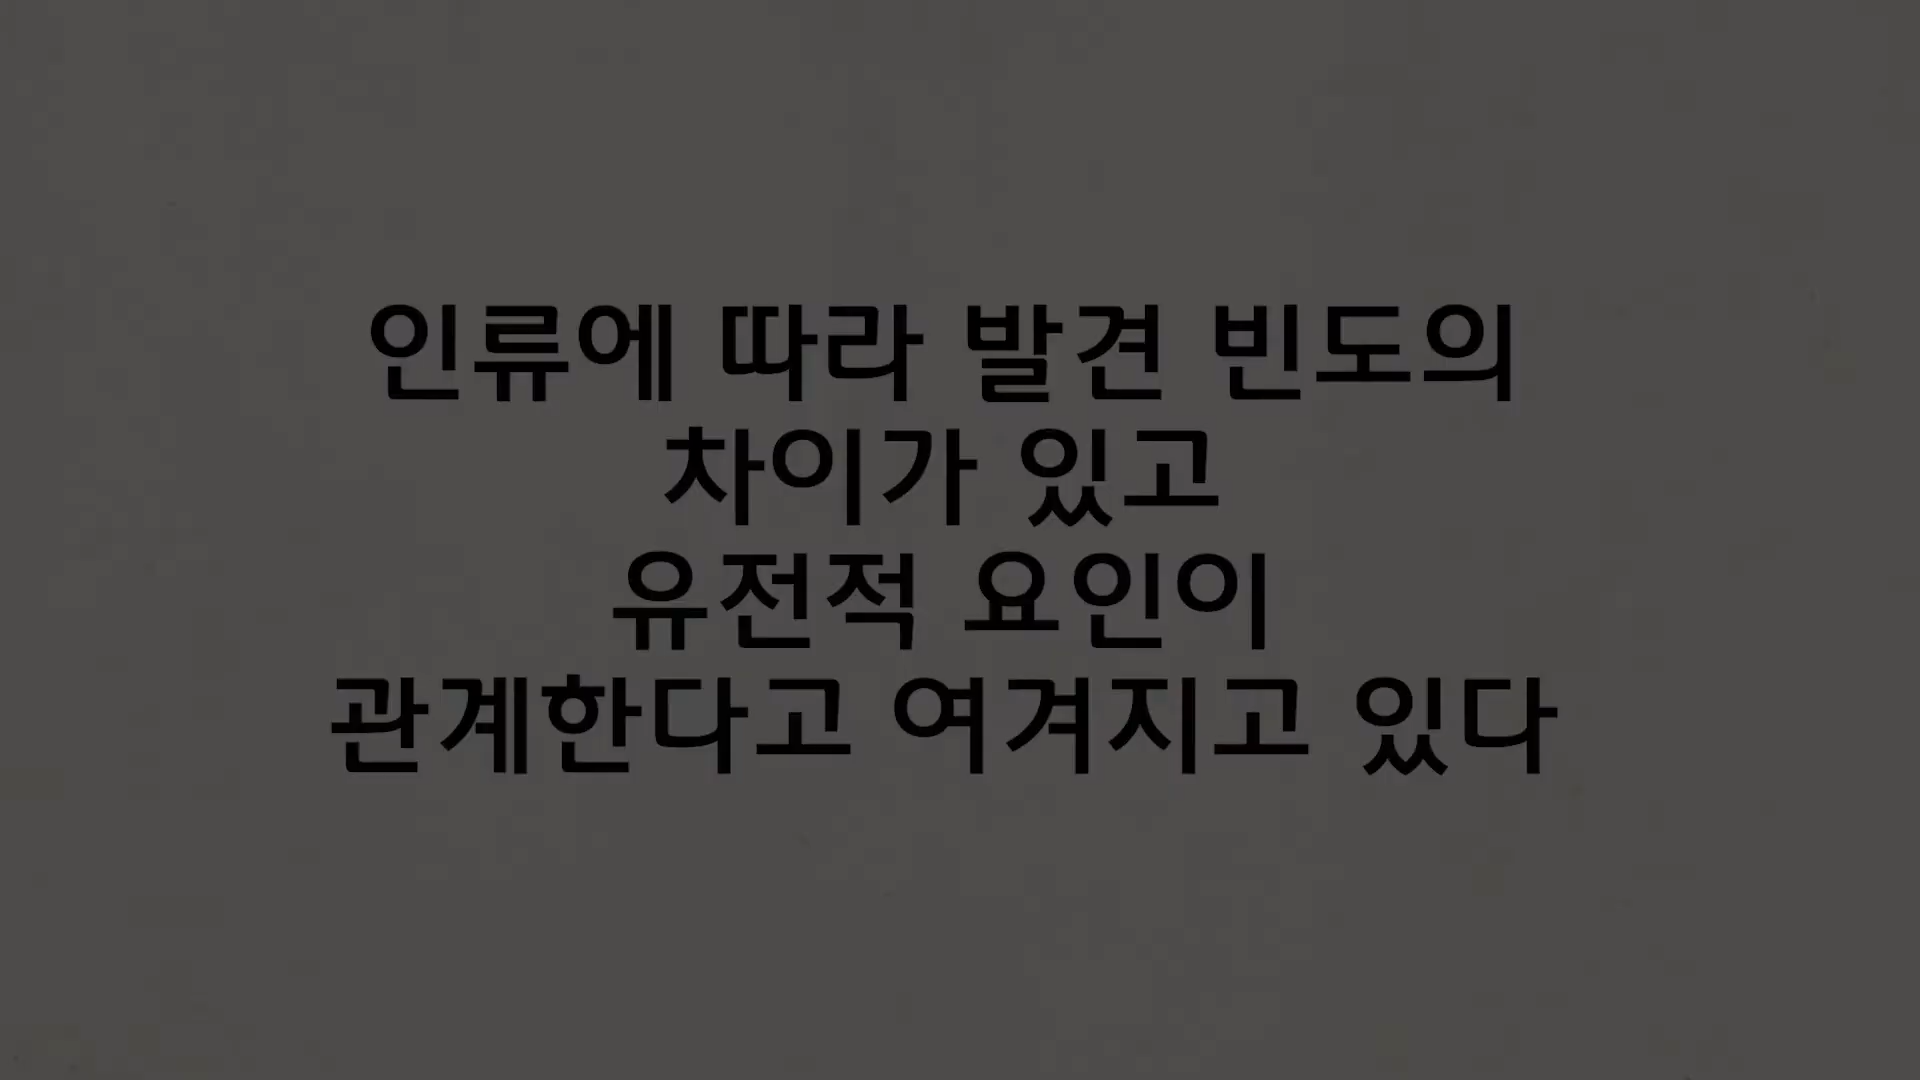 인류에 따라 발견 빈도의
차이가 있고
유전적 요인이
관계한다고 여겨지고 있다